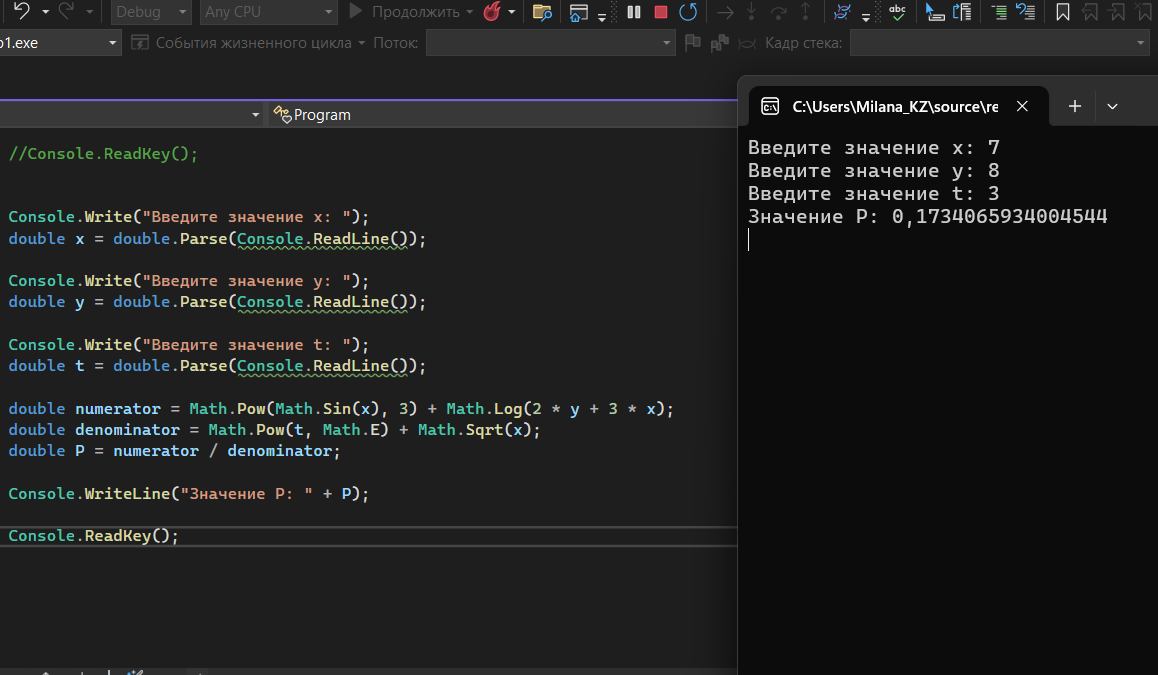 Debug
Any CPU
Продолжить
abc
o1.exe
События жизненного цикла
Поток:
Кадр стека:
Program
//Console.ReadKey();
Console.Write("Введите значение x: ");
double x = double.Parse(Console.ReadLine());
Console.Write("Введите значение y: ");
double y = double.Parse(Console.ReadLine());
Console.Write("Введите значение t: ");
double t = double.Parse(Console.ReadLine());
double numerator = Math.Pow(Math.Sin(x), 3) + Math.Log(2 * y + 3 * x);
double denominator = Math.Pow(t, Math.E) + Math.Sqrt(x);
double P = numerator / denominator;
Console.WriteLine("Значение P: " + P);
Console.ReadKey();
C:\Users\Milana_KZ\source\re
Введите значение x: 7
Введите значение y: 8
Введите значение t: 3
Значение P: 0,1734065934004544